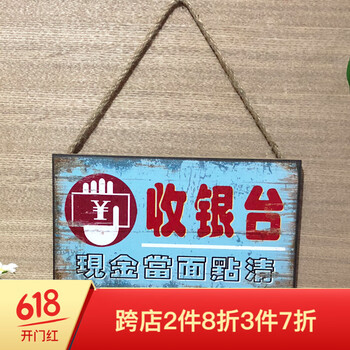 ¥
收银台
現金當面點清
618
开门红
跨店2件8折3件7折